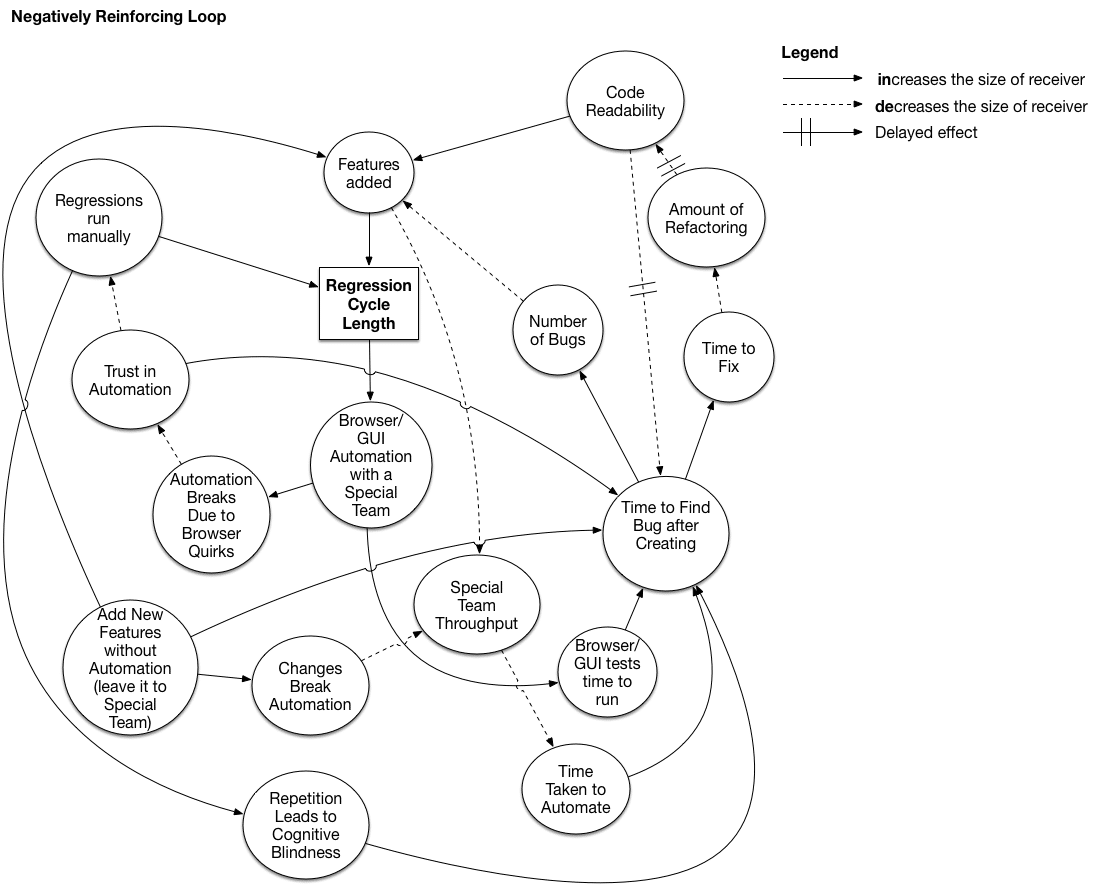 Negatively Reinforcing Loop
Legend
increases the size of receiver
decreases the size of receiver
Delayed effect
Code
Readability
Features
added
Regressions
run
manually
Amount of
Refactoring
Regression
Cycle
Length
Number
of Bugs
Time to
Fix
Trust in
Automation
Browser/
GUI
Automation
with a
Special
Team
Automation
Breaks
Due to
Browser
Quirks
Time to Find
Bug after
Creating
Special
Team
Throughput
Add New
Features
without
Automation
(leave it to
Special
Team)
Changes
Break
Automation
Browser/
GUI tests
time to
run
Time
Taken to
Automate
Repetition
Leads to
Cognitive
Blindness